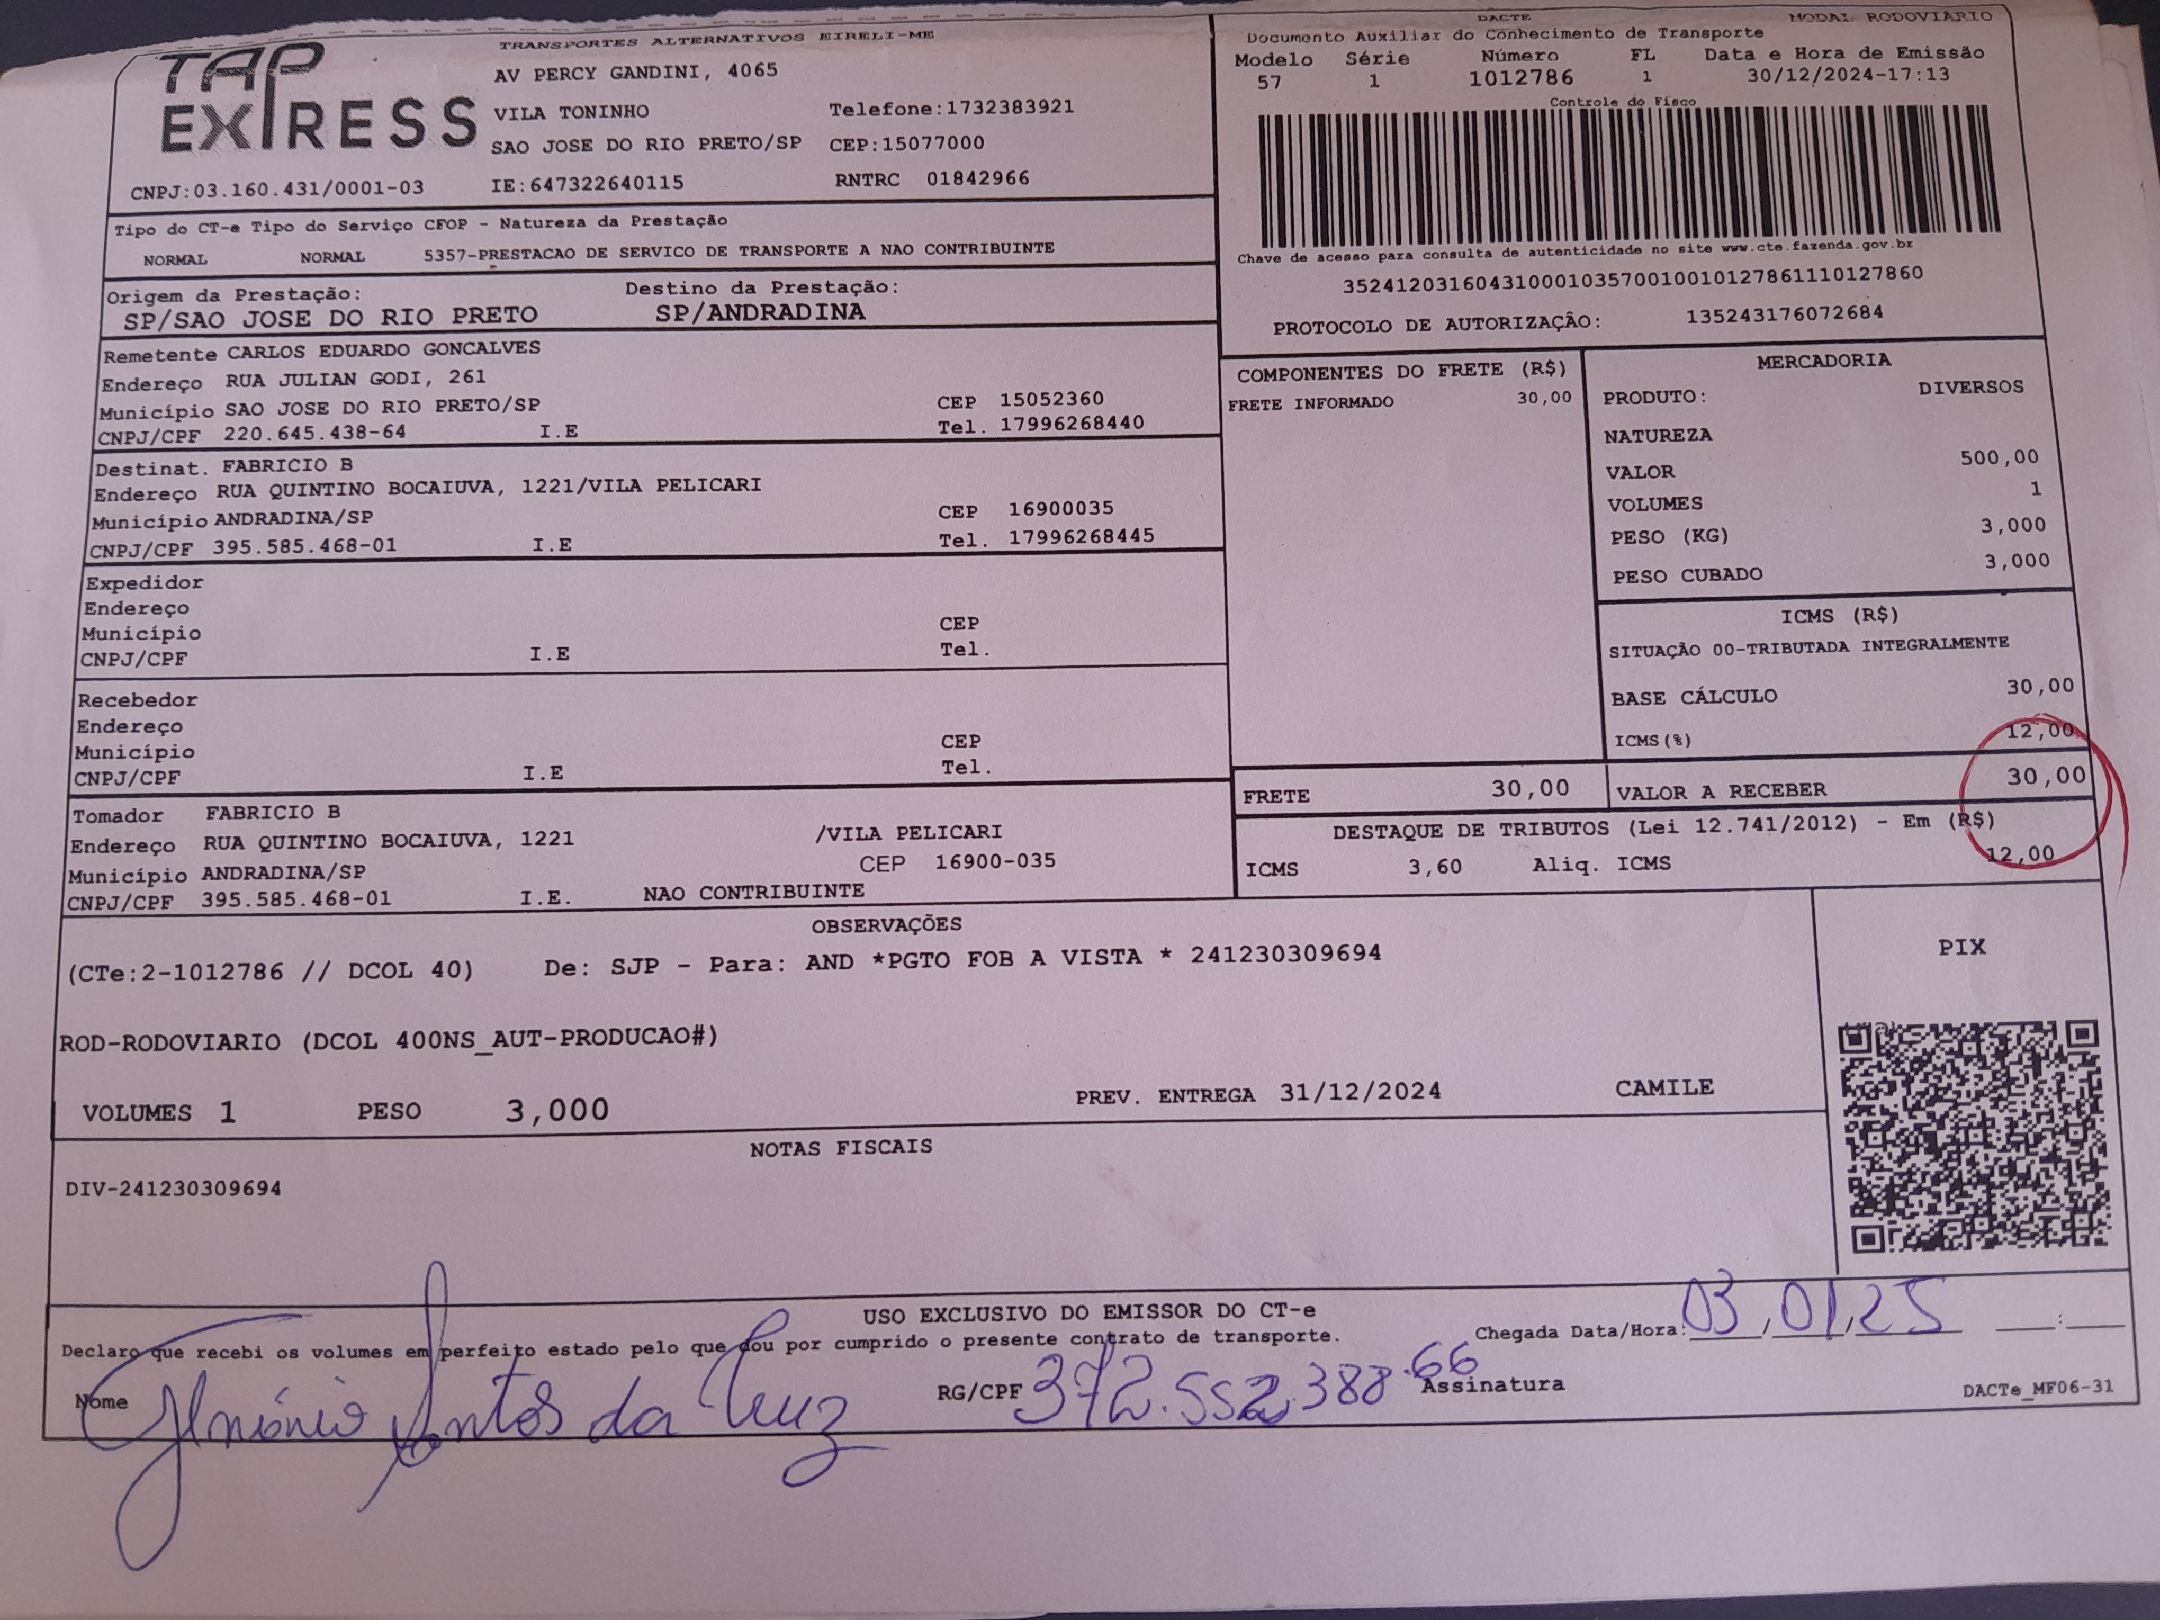 TAP EXPRESS
TRANSPORTES ALTERNATIVOS EIRELI-ME
AV PERCY GANDINI, 4065
VILA TONINHO Telefone:1732383921
SAO JOSE DO RIO PRETO/SP CEP:15077000
CNPJ:03.160.431/0001-03 IE:647322640115 RNTRC 01842966
DACTE MODAL RODOVIÁRIO
Documento Auxiliar do Conhecimento de Transporte
Modelo Série Número FL Data e Hora de Emissão
57 1 1012786 1 30/12/2024-17:13
Controle do Fisco
Chave de acesso para consulta de autenticidade no site www.cte.fazenda.gov.br
35241203160431000103570010010127861110127860
PROTOCOLO DE AUTORIZAÇÂO: 135243176072684
Tipo do CT-e Tipo do Serviço CFOP - Natureza da Prestação
NORMAL NORMAL 5357-PRESTACAO DE SERVICO DE TRANSPORTE A NAO CONTRIBUINTE
Origem da Prestação: Destino da Prestação:
SP/SAO JOSE DO RIO PRETO SP/ANDRADINA
Remetente CARLOS EDUARDO GONCALVES
Endereço RUA JULIAN GODI, 261
Município SAO JOSE DO RIO PRETO/SP CEP 15052360
CNPJ/CPF 220.645.438-64 I.E Tel. 17996268440
Destinat. FABRICIO B
Endereço RUA QUINTINO BOCAIUVA, 1221/VILA PELICARI
Município ANDRADINA/SP CEP 16900035
CNPJ/CPF 395.585.468-01 I.E Tel. 17996268445
Expedidor
Endereço
Município CEP
CNPJ/CPF I.E Tel.
Recebedor
Endereço
Município CEP
CNPJ/CPF I.E Tel.
Tomador FABRICIO B
Endereço RUA QUINTINO BOCAIUVA, 1221 /VILA PELICARI
Município ANDRADINA/SP CEP 16900-035
CNPJ/CPF 395.585.468-01 I.E. NAO CONTRIBUINTE
COMPONENTES DO FRETE (R$)
FRETE INFORMADO 30,00
MERCADORIA
PRODUTO: DIVERSOS
NATUREZA
VALOR 500,00
VOLUMES 1
PESO (KG) 3,000
PESO CUBADO 3,000
ICMS (R$)
SITUAÇÃO 00-TRIBUTADA INTEGRALMENTE
BASE CÁLCULO 30,00
ICMS(%) 12,00
FRETE 30,00 VALOR A RECEBER 30,00
DESTAQUE DE TRIBUTOS (Lei 12.741/2012) - Em (R$)
ICMS 3,60 Aliq. ICMS 12,00
OBSERVAÇÕES
(CTe:2-1012786 // DCOL 40) De: SJP - Para: AND *PGTO FOB A VISTA * 241230309694
ROD-RODOVIARIO (DCOL 400NS_AUT-PRODUCAO#)
VOLUMES 1 PESO 3,000 PREV. ENTREGA 31/12/2024 CAMILE
PIX
NOTAS FISCAIS
DIV-241230309694
USO EXCLUSIVO DO EMISSOR DO CT-e
Declaro que recebi os volumes em perfeito estado pelo que dou por cumprido o presente contrato de transporte. Chegada Data/Hora: 03/01/25 :
Nome Antônio Santos da Cruz RG/CPF 372.552.388.66 Assinatura
DACTe_MF06-31